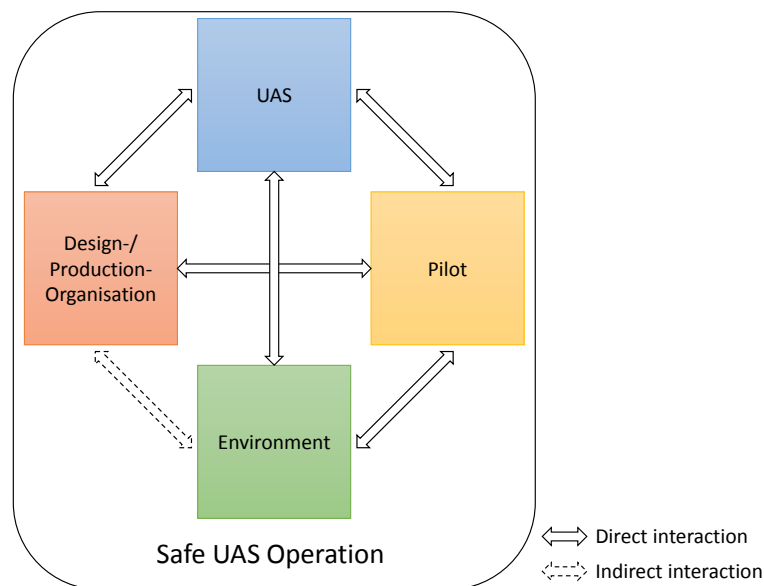 UAS
Design-/
Production-
Organisation
Pilot
Environment
Safe UAS Operation
Direct interaction
Indirect interaction